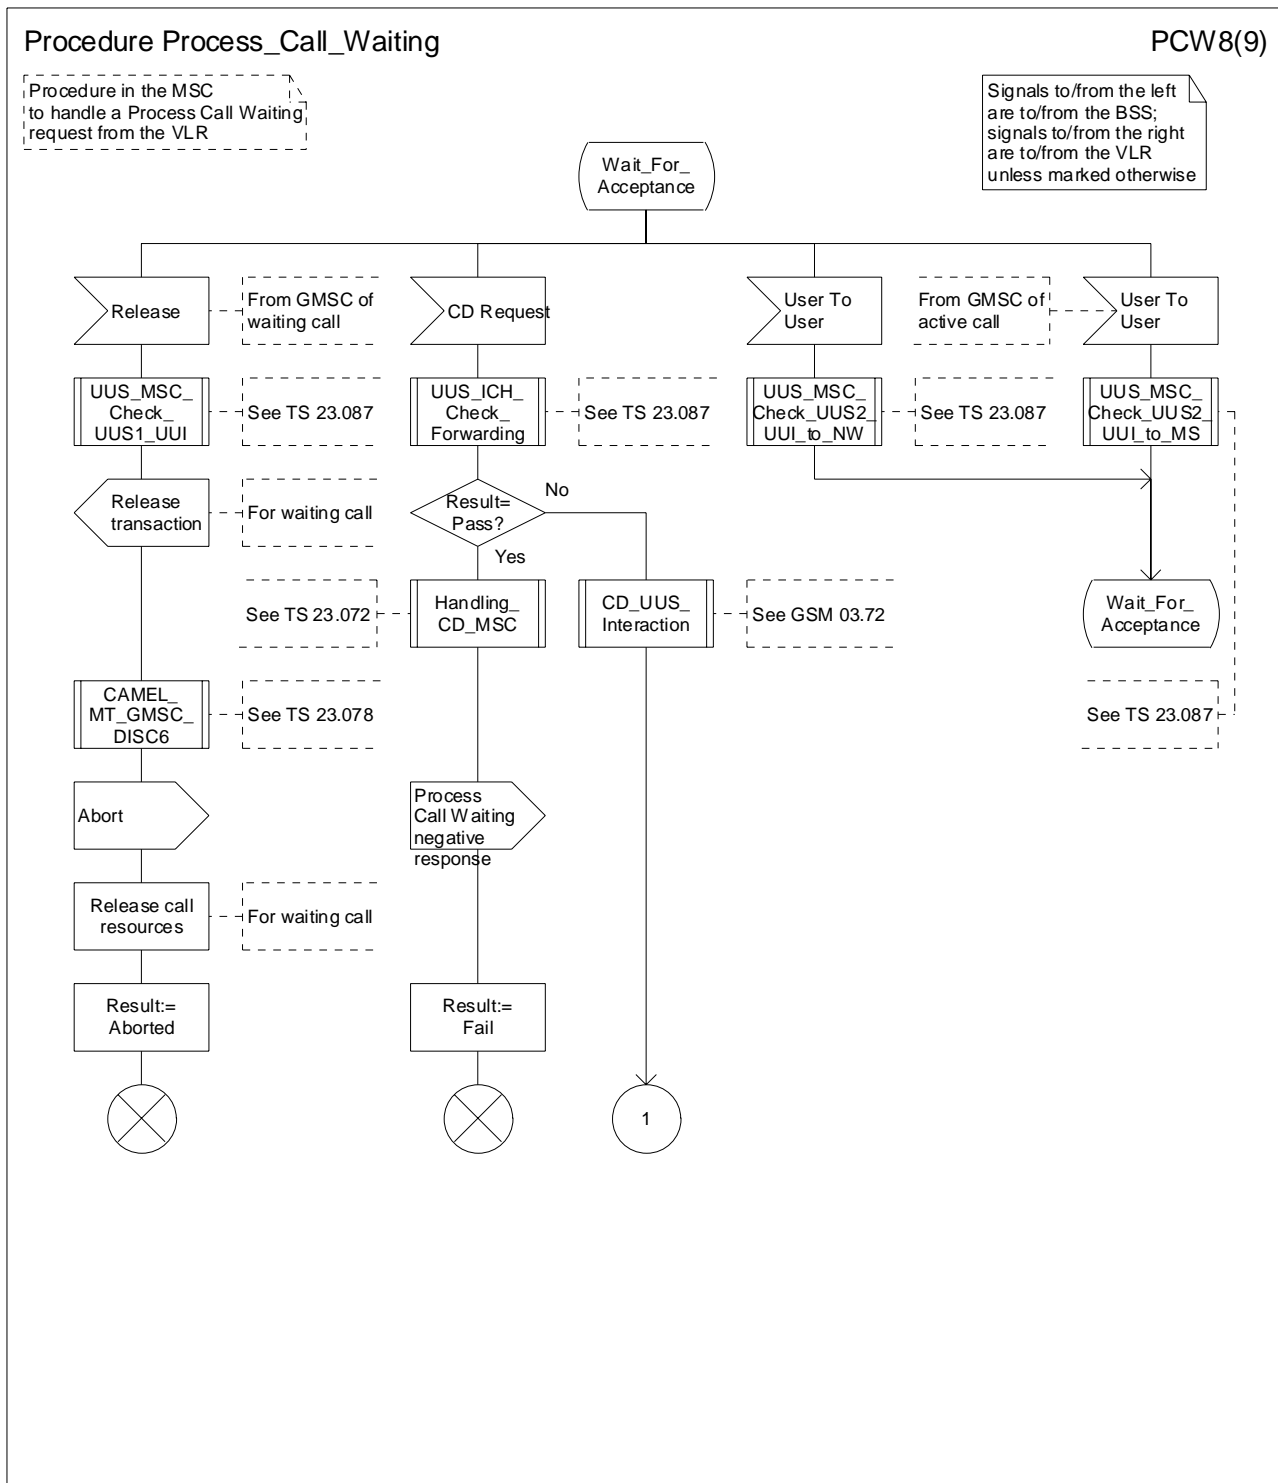 Procedure Process_Call_Waiting
PCW8(9)
Procedure in the MSC
to handle a Process Call Waiting
request from the VLR
Signals to/from the left
are to/from the BSS;
signals to/from the right
are to/from the VLR
unless marked otherwise
Wait_For_
Acceptance
Release
From GMSC of
waiting call
CD Request
User To
User
From GMSC of
active call
User To
User
UUS_MSC_
Check_
UUS1_UUI
See TS 23.087
UUS_ICH_
Check_
Forwarding
See TS 23.087
UUS_MSC_
Check_UUS2_
UUI_to_NW
See TS 23.087
UUS_MSC_
Check_UUS2_
UUI_to_MS
Release
transaction
For waiting call
Result=
Pass?
No
Yes
See TS 23.072
Handling_
CD_MSC
CD_UUS_
Interaction
See GSM 03.72
Wait_For_
Acceptance
CAMEL_
MT_GMSC_
DISC6
See TS 23.078
See TS 23.087
Abort
Process
Call Waiting
negative
response
Release call
resources
For waiting call
Result:=
Aborted
Result:=
Fail
1